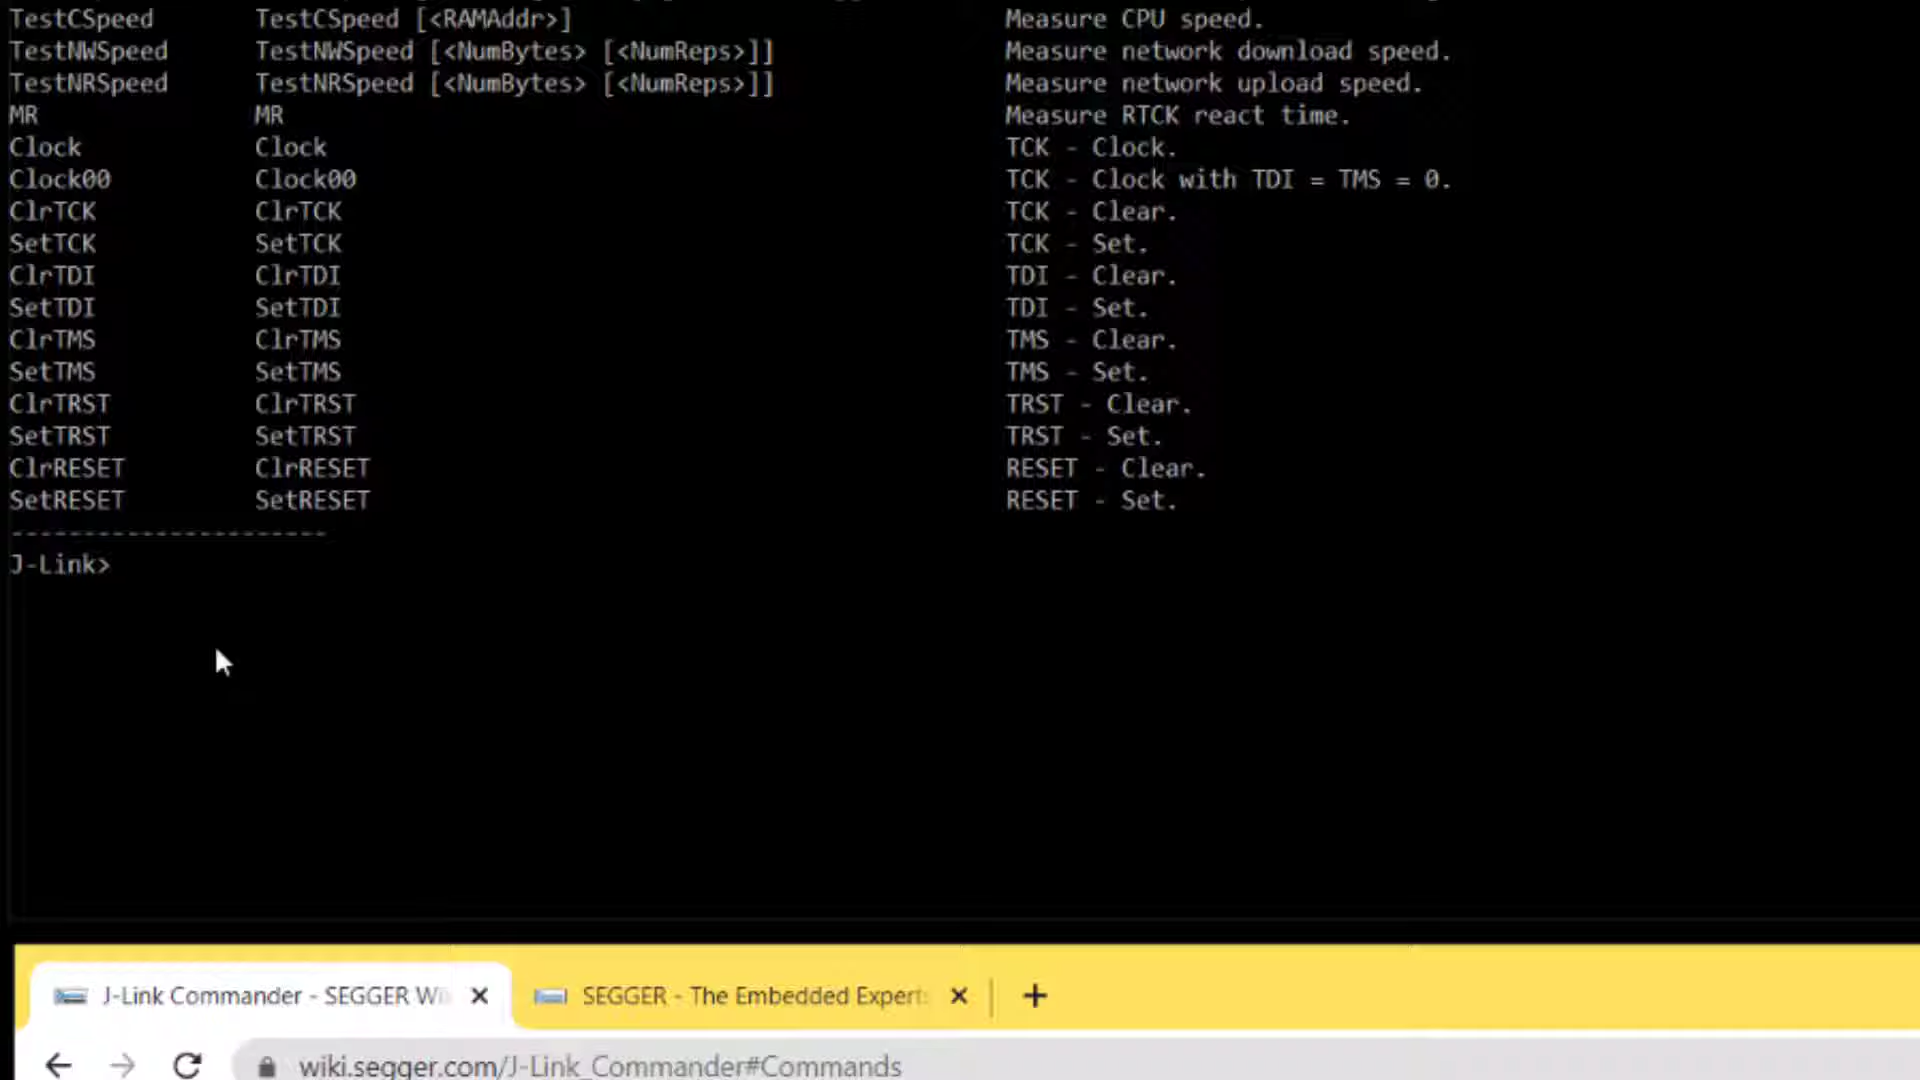 TestCSpeed TestCSpeed [<RAMAddr>] Measure CPU speed.
TestNWSpeed TestNWSpeed [<NumBytes> [<NumReps>]] Measure network download speed.
TestNRSpeed TestNRSpeed [<NumBytes> [<NumReps>]] Measure network upload speed.
MR MR Measure RTCK react time.
Clock Clock TCK - Clock.
Clock00 Clock00 TCK - Clock with TDI = TMS = 0.
ClrTCK ClrTCK TCK - Clear.
SetTCK SetTCK TCK - Set.
ClrTDI ClrTDI TDI - Clear.
SetTDI SetTDI TDI - Set.
ClrTMS ClrTMS TMS - Clear.
SetTMS SetTMS TMS - Set.
ClrTRST ClrTRST TRST - Clear.
SetTRST SetTRST TRST - Set.
ClrRESET ClrRESET RESET - Clear.
SetRESET SetRESET RESET - Set.
----------------------
J-Link>
J-Link Commander - SEGGER SEGGER - The Embedded Expert
wiki.segger.com/J-Link_Commander#Commands